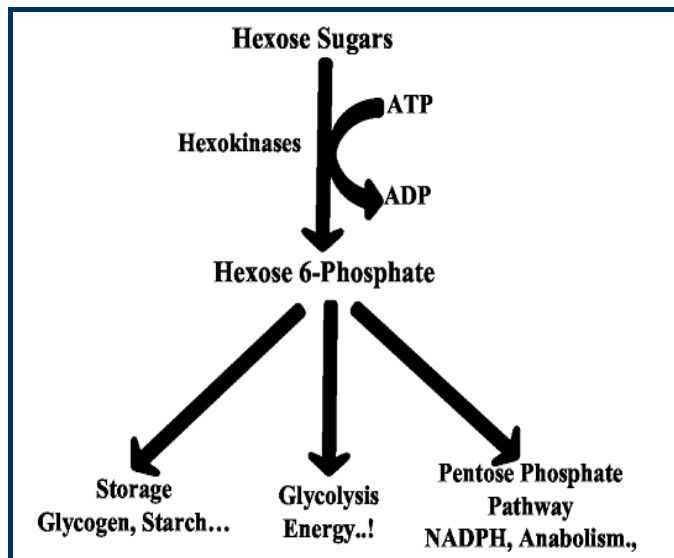 Hexose Sugars
ATP
Hexokinases
ADP
Hexose 6-Phosphate
Storage
Glycogen, Starch...
Glycolysis
Energy..!
Pentose Phosphate
Pathway
NADPH, Anabolism.,